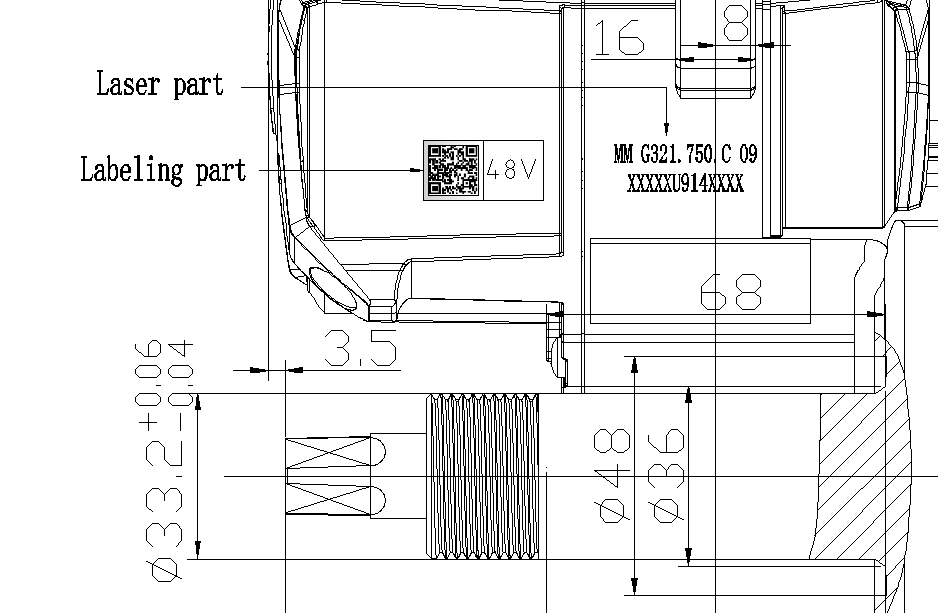 16
8
Laser part
MM G321.750.C 09
Labeling part
48V
XXXXXU914XXXX
68
3.5
ø33.2 +0.06 -0.04
ø48
ø36